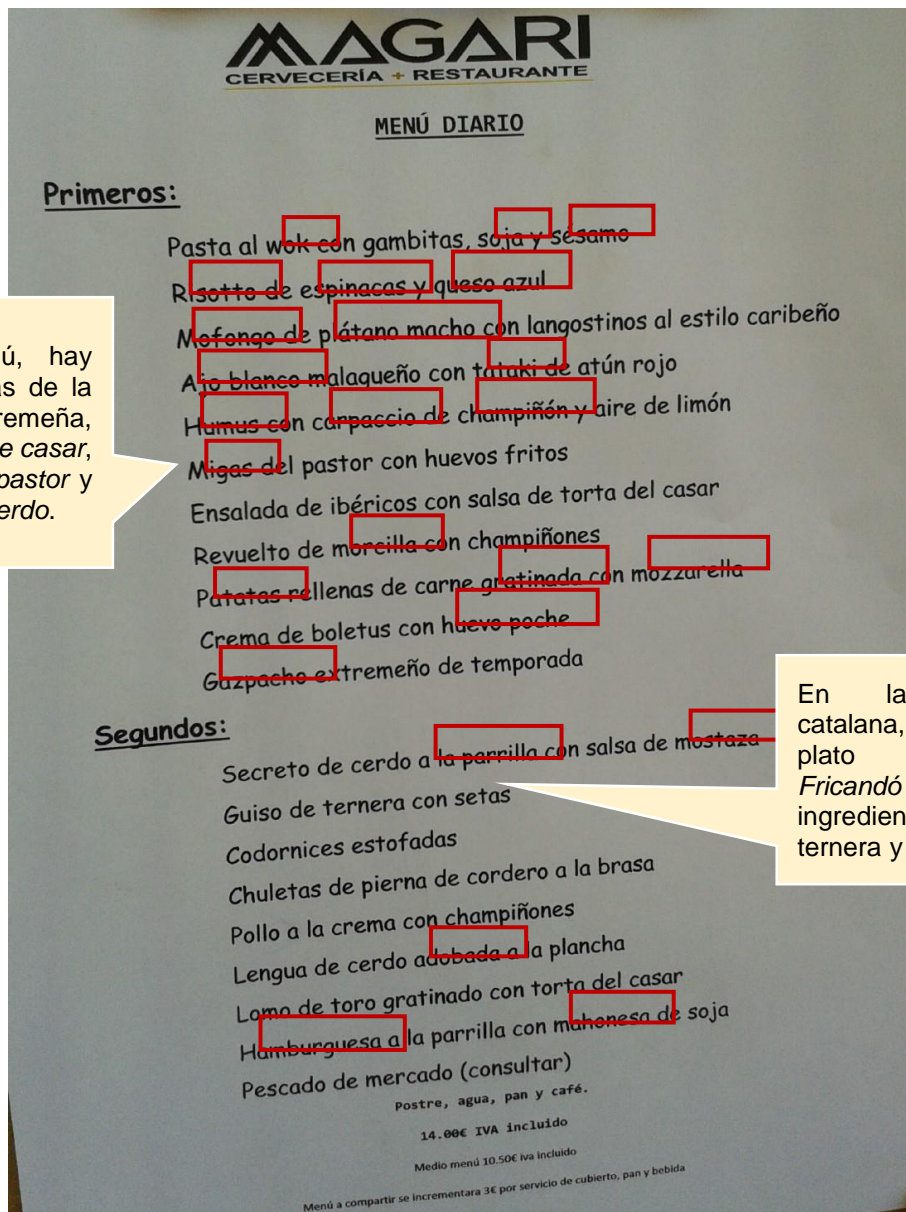 MAGARI
CERVECERÍA + RESTAURANTE
MENÚ DIARIO
Primeros:
Pasta al wok con gambitas, soja y sésamo
Risotto de espinacas y queso azul
Mofongo de plátano macho con langostinos al estilo caribeño
Ajo blanco malagueño con tataki de atún rojo
Humus con carpaccio de champiñón y aire de limón
Migas del pastor con huevos fritos
Ensalada de ibéricos con salsa de torta del casar
Revuelto de morcilla con champiñones
Patatas rellenas de carne gratinada con mozzarella
Crema de boletus con huevo poche
Gazpacho extremeño de temporada
ú, hay
as de la
remeña,
e casar,
pastor y
erdo.
Segundos:
Secreto de cerdo a la parrilla con salsa de mostaza
Guiso de ternera con setas
Codornices estofadas
Chuletas de pierna de cordero a la brasa
Pollo a la crema con champiñones
Lengua de cerdo adobada a la plancha
Lomo de toro gratinado con torta del casar
Hamburguesa a la parrilla con mahonesa de soja
Pescado de mercado (consultar)
En la
catalana,
plato
Fricandó
ingredien
ternera y
Postre, agua, pan y café.
14.00€ IVA incluido
Medio menú 10.50€ iva incluido
Menú a compartir se incrementara 3€ por servicio de cubierto, pan y bebida